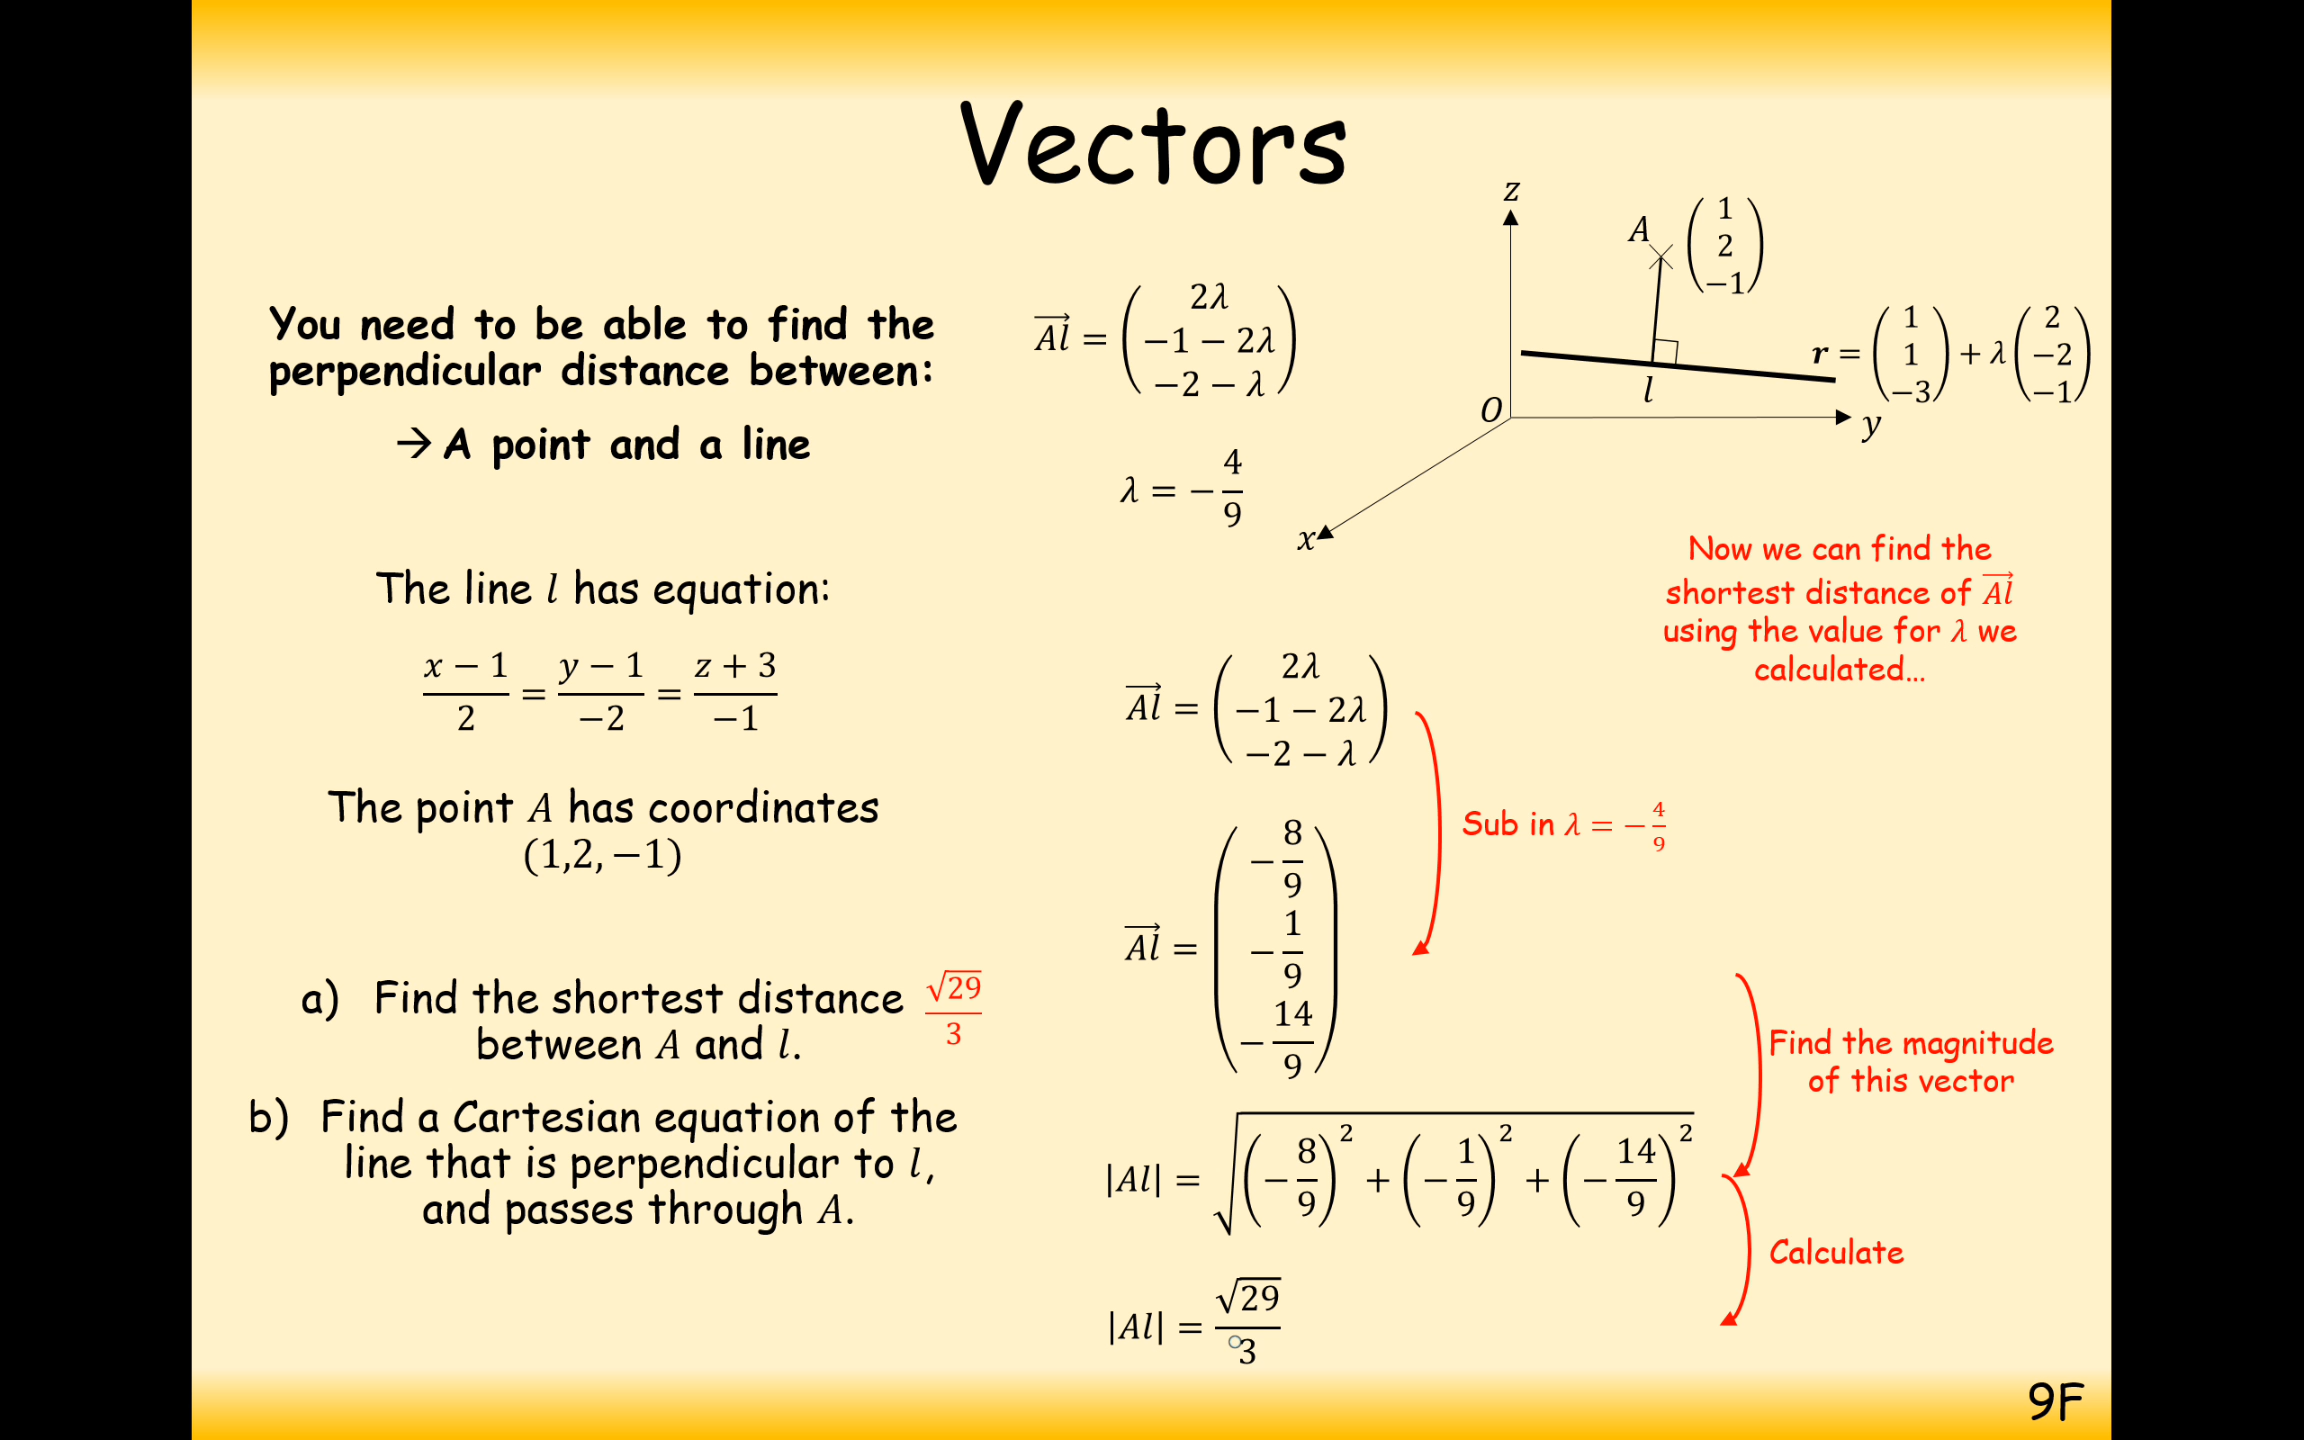 Vectors
You need to be able to find the
perpendicular distance between:
→ A point and a line
The line l has equation:
x − 1 / 2 = y − 1 / −2 = z + 3 / −1
The point A has coordinates
(1,2, −1)
a) Find the shortest distance √29 / 3
between A and l.
b) Find a Cartesian equation of the
line that is perpendicular to l,
and passes through A.
Al = ( 2λ
−1 − 2λ
−2 − λ )
λ = − 4 / 9
z
A ( 1
2
−1 )
r = ( 1
1
−3 ) + λ ( 2
−2
−1 )
l
O
y
x
Now we can find the
shortest distance of Al
using the value for λ we
calculated…
Al = ( 2λ
−1 − 2λ
−2 − λ )
Sub in λ = − 4 / 9
Al = ( − 8 / 9
− 1 / 9
− 14 / 9 )
Find the magnitude
of this vector
|Al| = √ (− 8 / 9)² + (− 1 / 9)² + (− 14 / 9)²
Calculate
|Al| = √29 / 3
9F